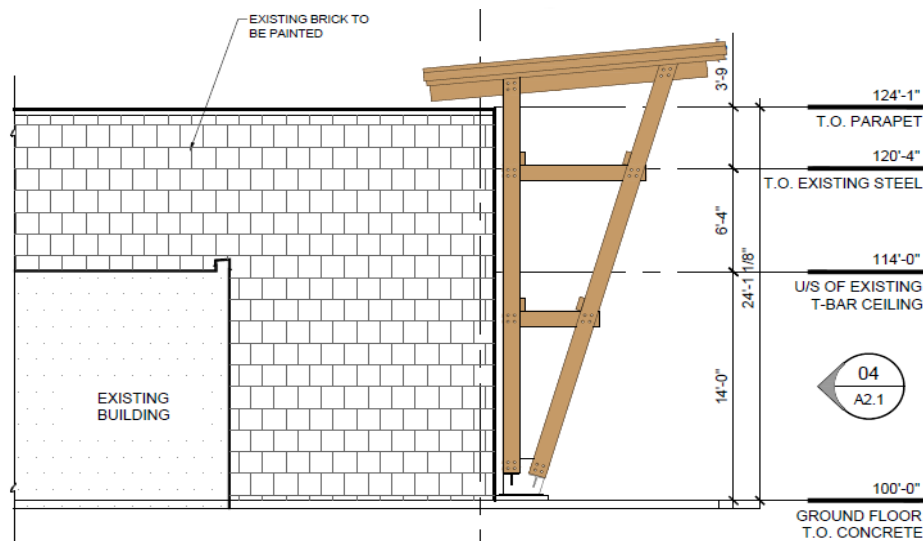 EXISTING BRICK TO
BE PAINTED
3'-9
124'-1"
T.O. PARAPET
120'-4"
T.O. EXISTING STEEL
6'-4"
24'-1 1/8"
114'-0"
U/S OF EXISTING
T-BAR CEILING
04
A2.1
14'-0"
EXISTING
BUILDING
100'-0"
GROUND FLOOR
T.O. CONCRETE